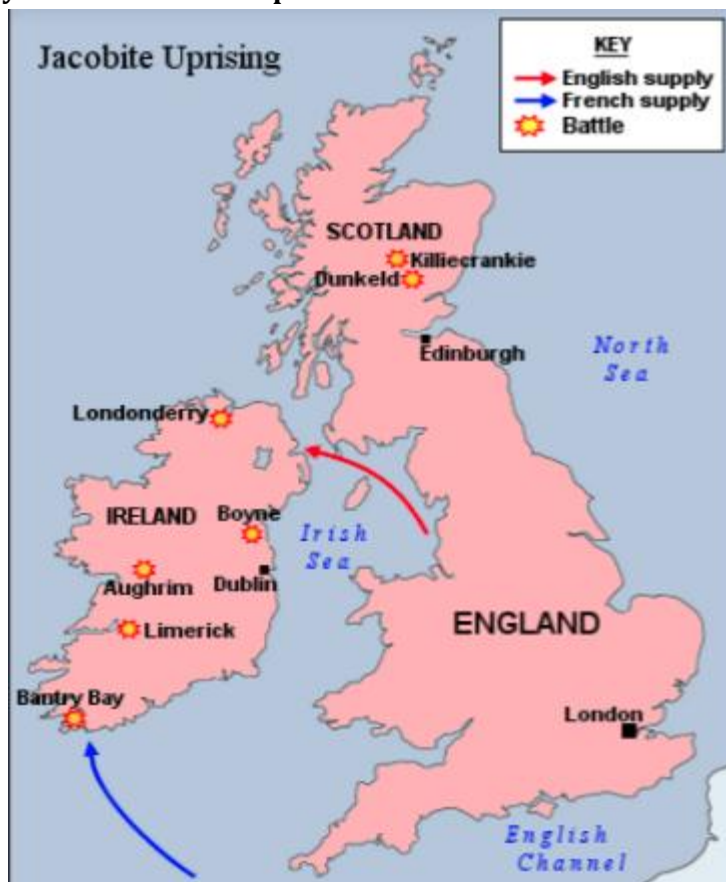 Jacobite Uprising
KEY
English supply
French supply
Battle
SCOTLAND
Killiecrankie
Dunkeld
Edinburgh
North
Sea
Londonderry
IRELAND
Boyne
Irish
Sea
Aughrim
Dublin
Limerick
ENGLAND
Bantry Bay
London
English
Channel